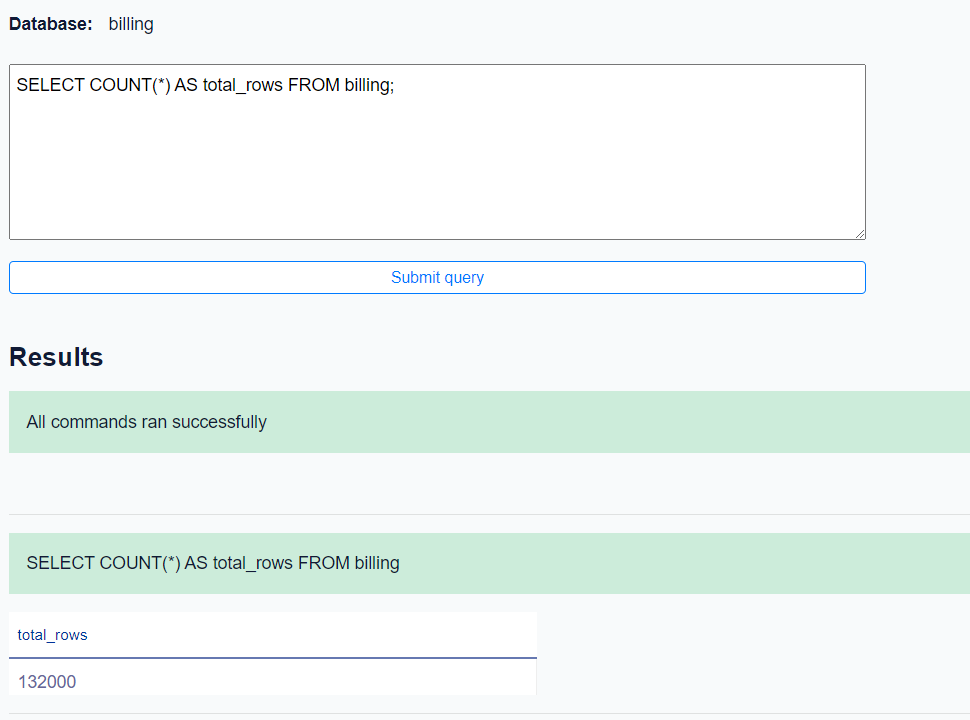 Database: billing
SELECT COUNT(*) AS total_rows FROM billing;
Submit query
Results
All commands ran successfully
SELECT COUNT(*) AS total_rows FROM billing
total_rows
132000